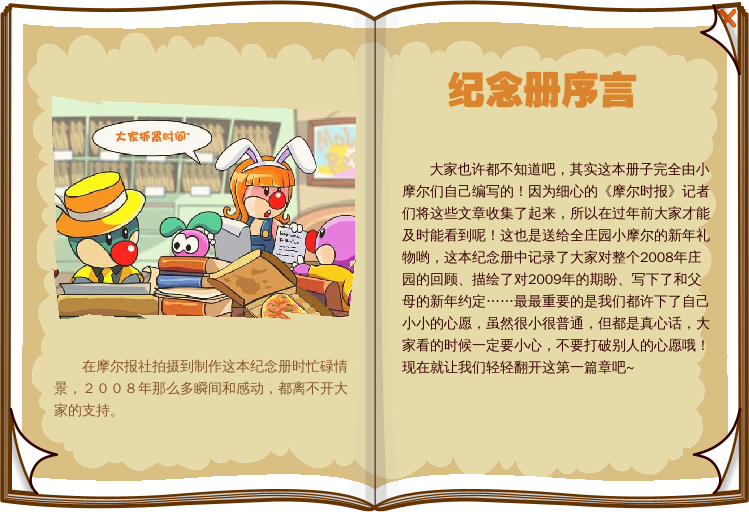 大家抓紧时间~
在摩尔报社拍摄到制作这本纪念册时忙碌情
景，２００８年那么多瞬间和感动，都离不开大
家的支持。
纪念册序言
大家也许都不知道吧，其实这本册子完全由小
摩尔们自己编写的！因为细心的《摩尔时报》记者
们将这些文章收集了起来，所以在过年前大家才能
及时能看到呢！这也是送给全庄园小摩尔的新年礼
物哟，这本纪念册中记录了大家对整个2008年庄
园的回顾、描绘了对2009年的期盼、写下了和父
母的新年约定……最最重要的是我们都许下了自己
小小的心愿，虽然很小很普通，但都是真心话，大
家看的时候一定要小心，不要打破别人的心愿哦！
现在就让我们轻轻翻开这第一篇章吧~